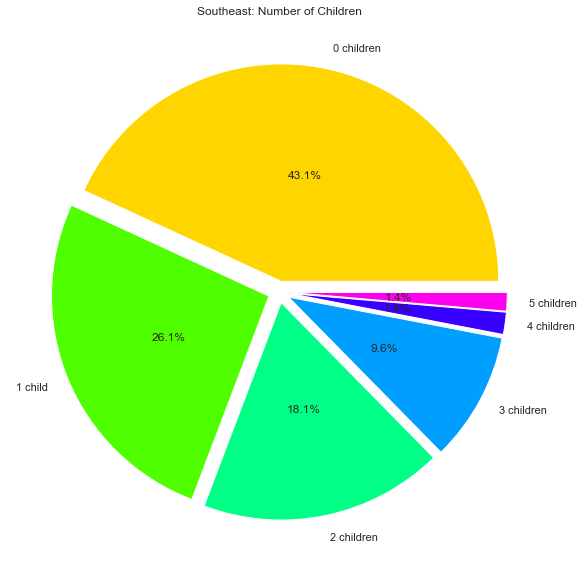 Southeast: Number of Children
0 children
43.1%
26.1%
1 child
18.1%
2 children
9.6%
3 children
4 children
1.4%
5 children